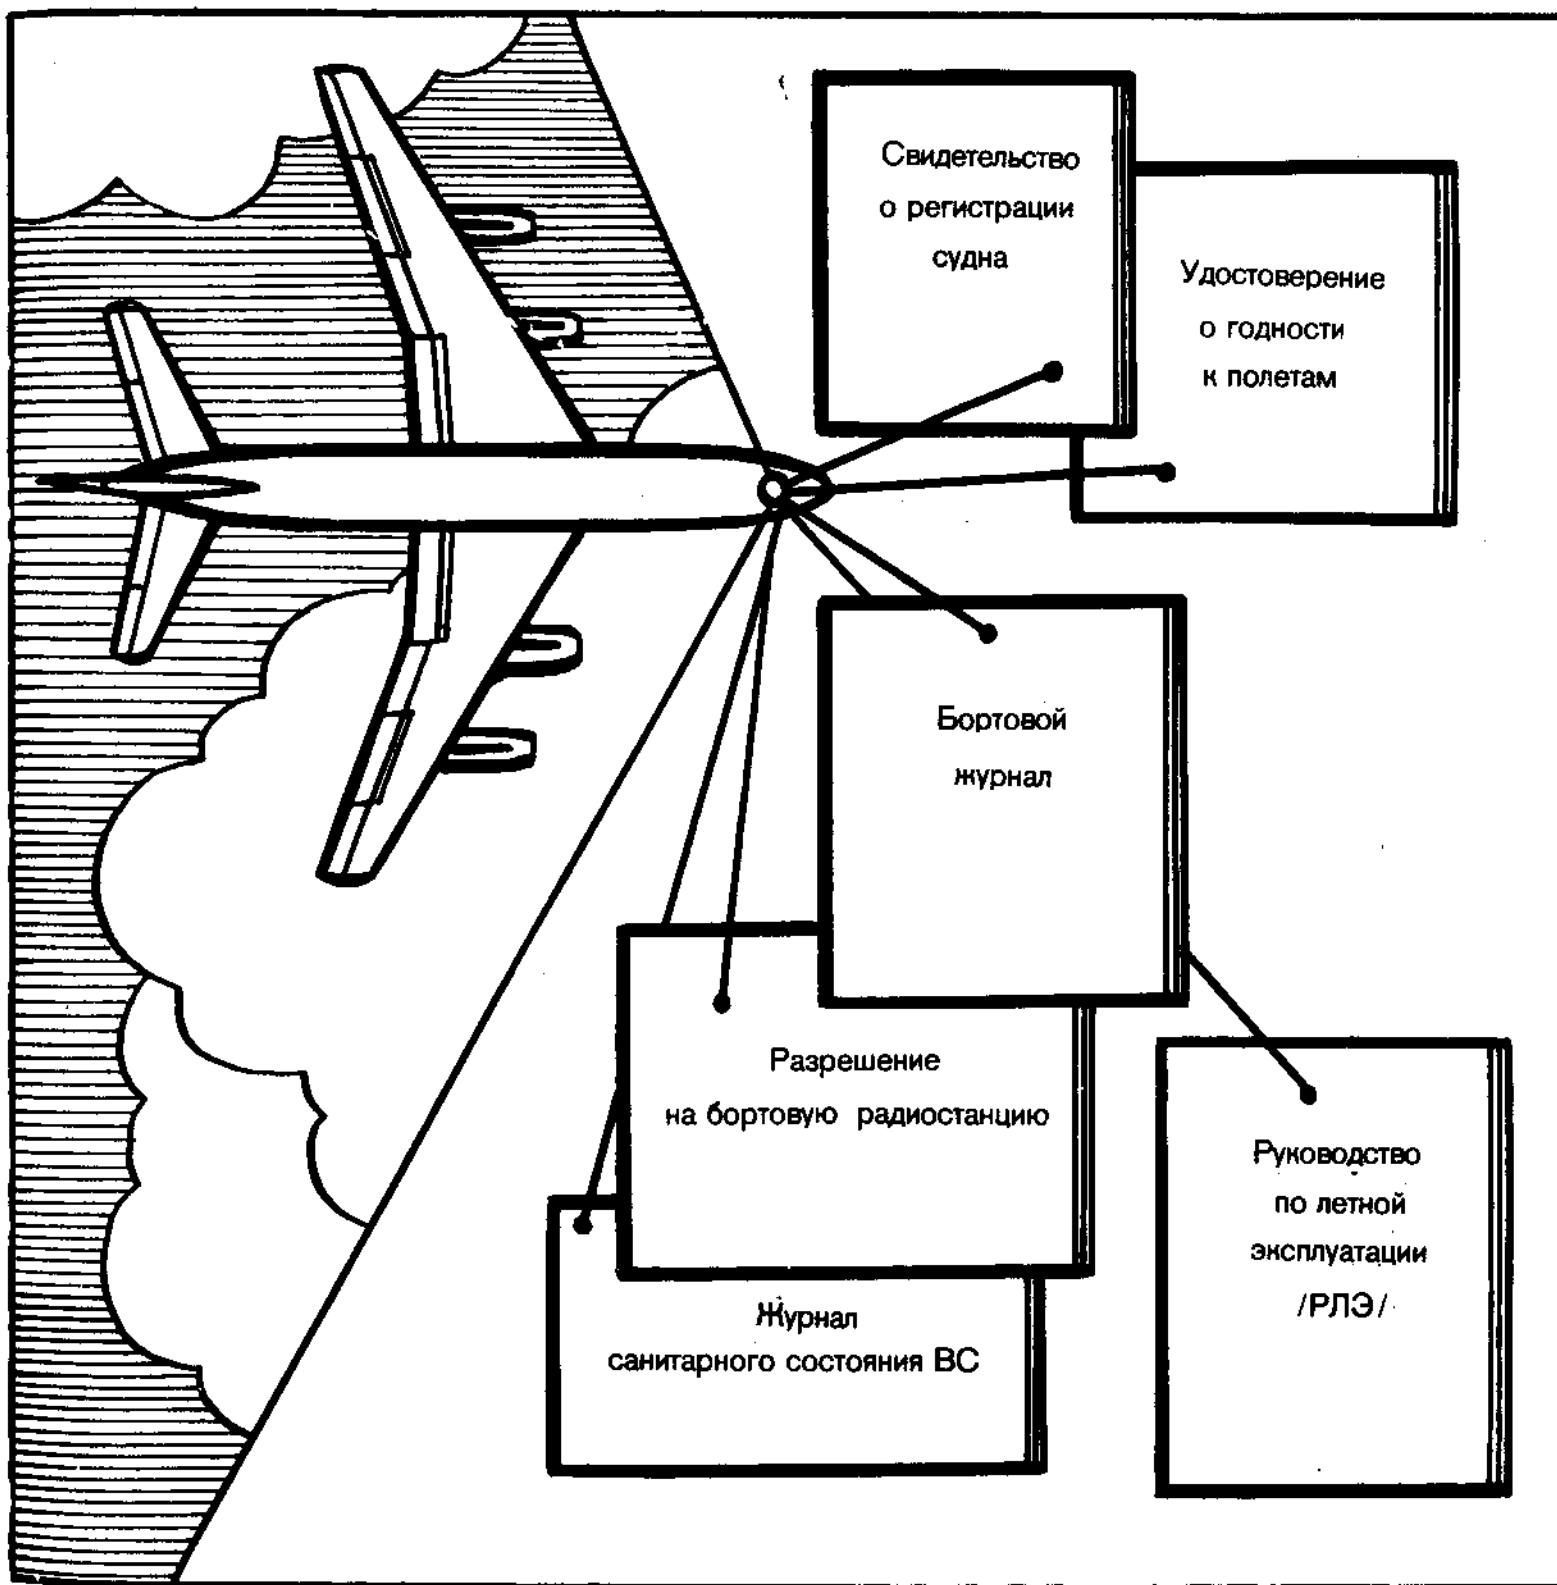 Свидетельство
о регистрации
судна
Удостоверение
о годности
к полетам
Бортовой
журнал
Разрешение
на бортовую радиостанцию
Руководство
по летной
эксплуатации
/РЛЭ/
Журнал
санитарного состояния ВС